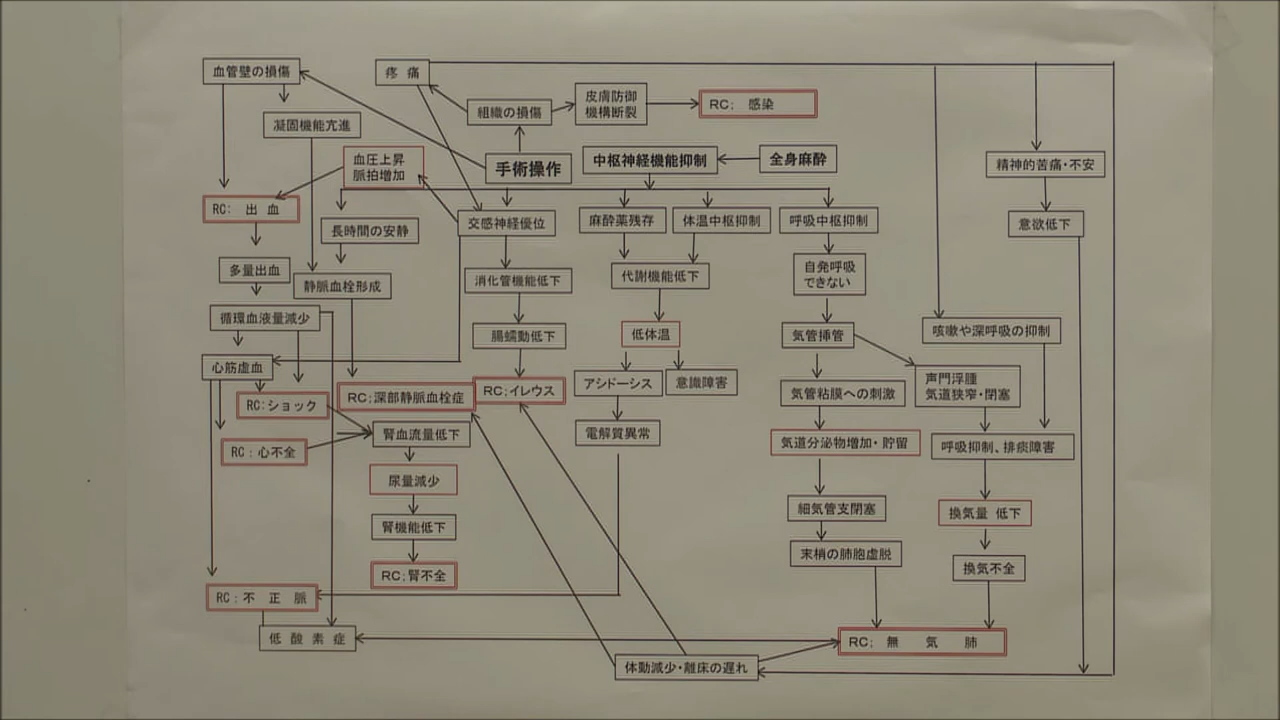 血管壁の損傷
疼 痛
組織の損傷
皮膚防御
機構断裂
RC; 感染
凝固機能亢進
血圧上昇
脈拍増加
手術操作
中枢神経機能抑制
全身麻酔
精神的苦痛・不安
RC: 出 血
長時間の安静
交感神経優位
麻酔薬残存
体温中枢抑制
呼吸中枢抑制
意欲低下
多量出血
静脈血栓形成
消化管機能低下
代謝機能低下
自発呼吸
できない
循環血液量減少
腸蠕動低下
低体温
気管挿管
咳嗽や深呼吸の抑制
心筋虚血
RC:ショック
RC;深部静脈血栓症
RC;イレウス
アシドーシス
意識障害
気管粘膜への刺激
声門浮腫
気道狭窄・閉塞
RC:心不全
腎血流量低下
電解質異常
気道分泌物増加・貯留
呼吸抑制、排痰障害
尿量減少
細気管支閉塞
換気量 低下
腎機能低下
末梢の肺胞虚脱
換気不全
RC;腎不全
RC:不 正 脈
低 酸 素 症
体動減少・離床の遅れ
RC; 無 気 肺